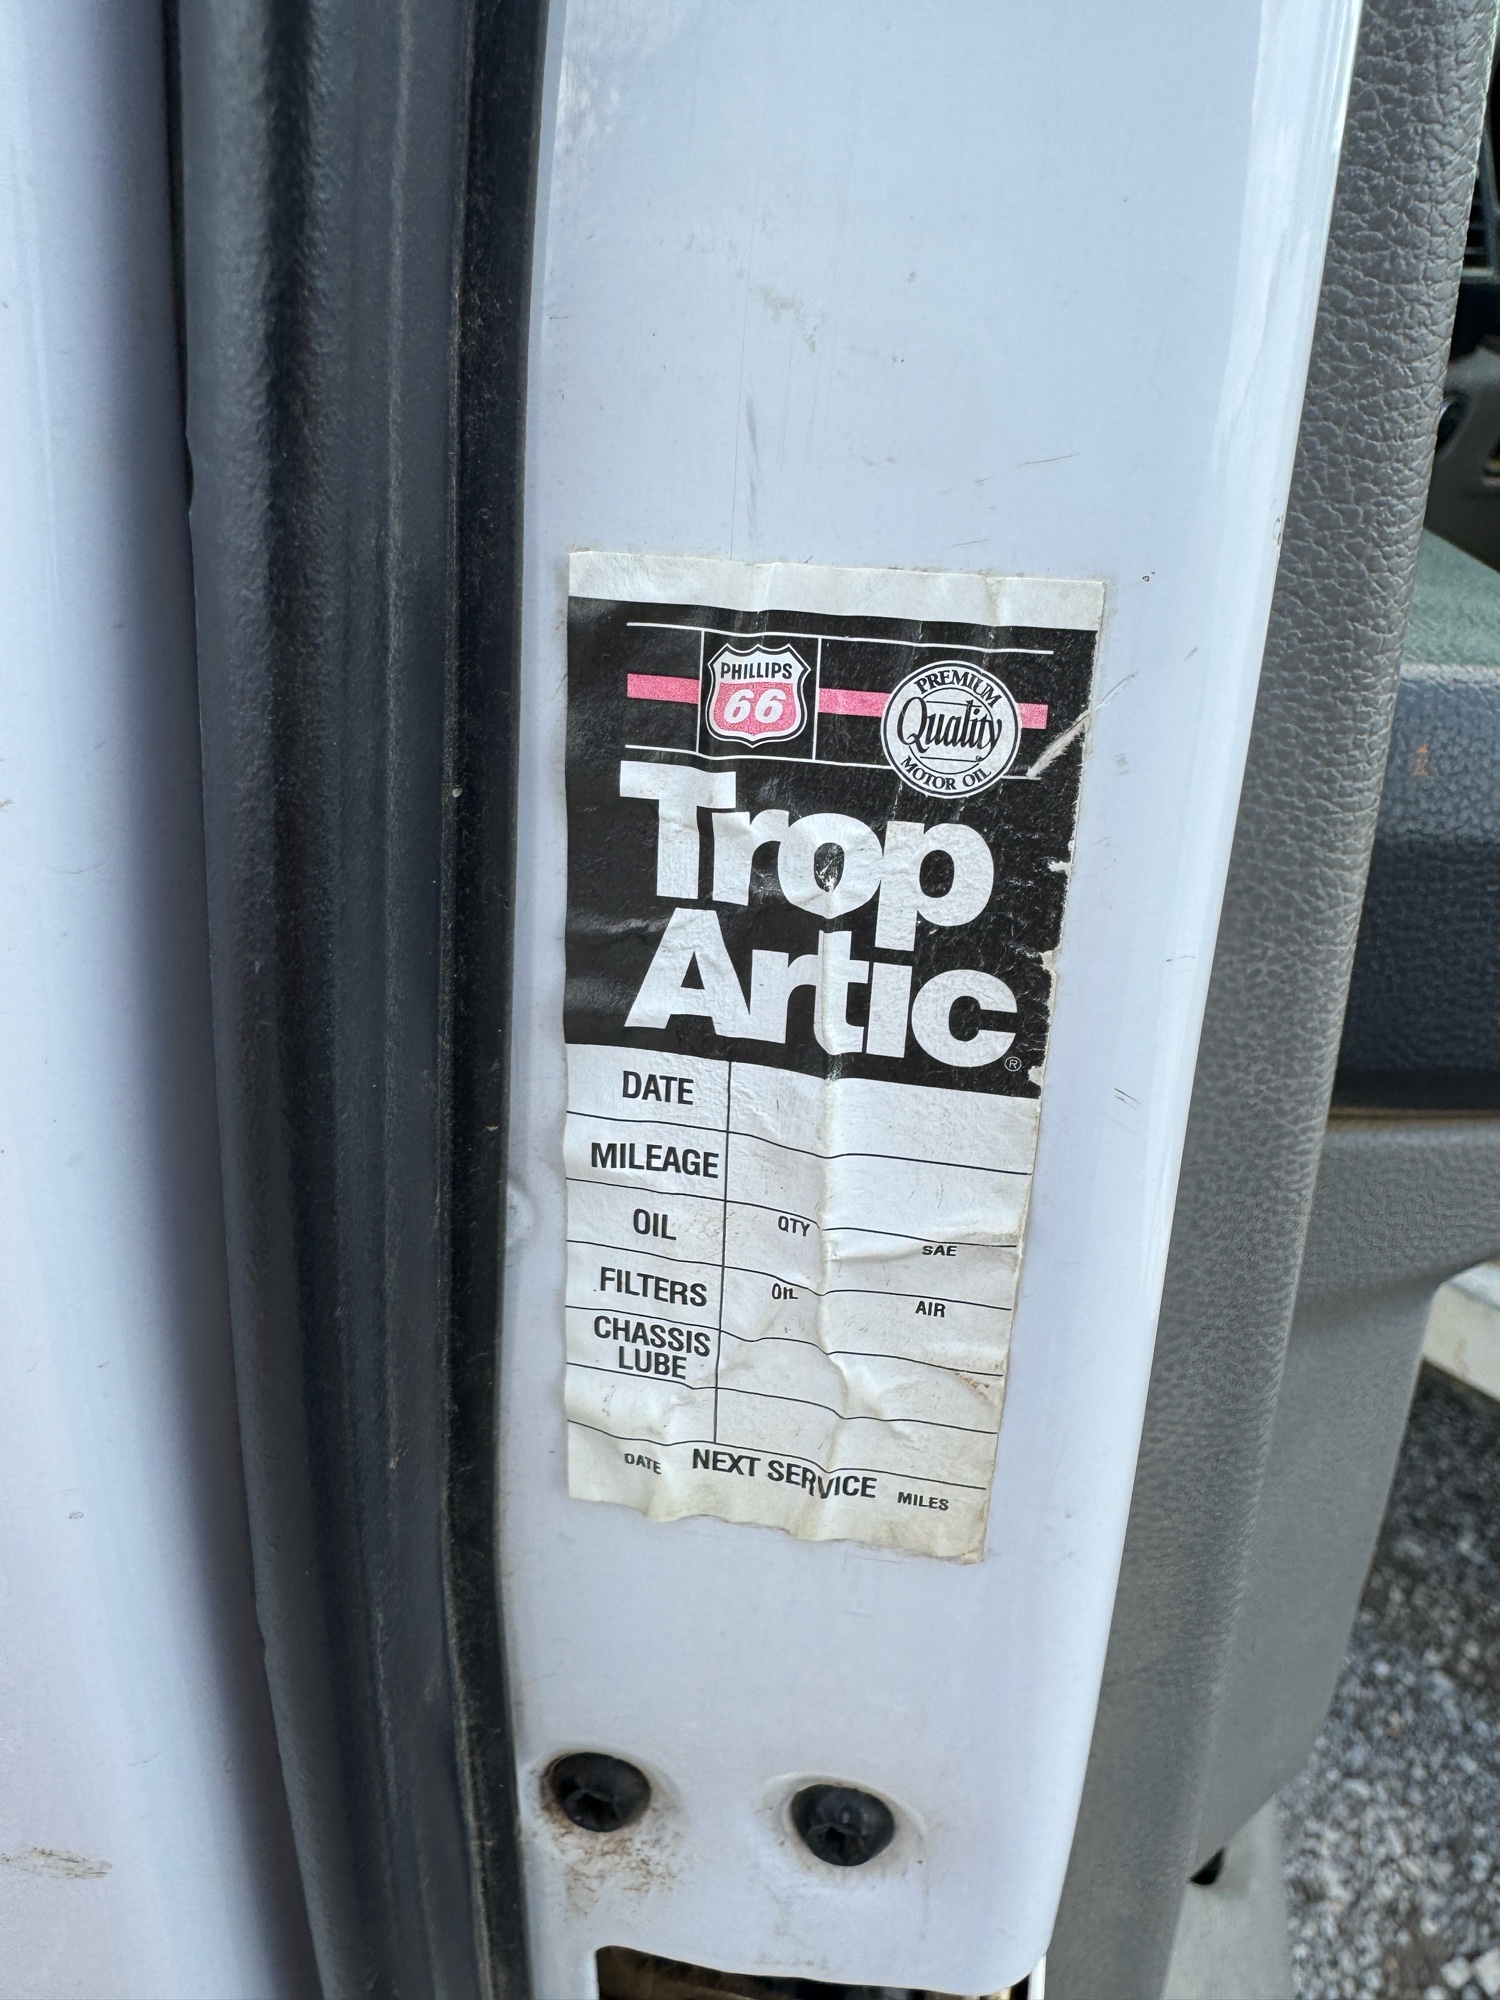 PHILLIPS
66
PREMIUM
Quality
MOTOR OIL
Trop
Artic®
DATE
MILEAGE
OIL QTY SAE
FILTERS OIL AIR
CHASSIS
LUBE
DATE NEXT SERVICE MILES